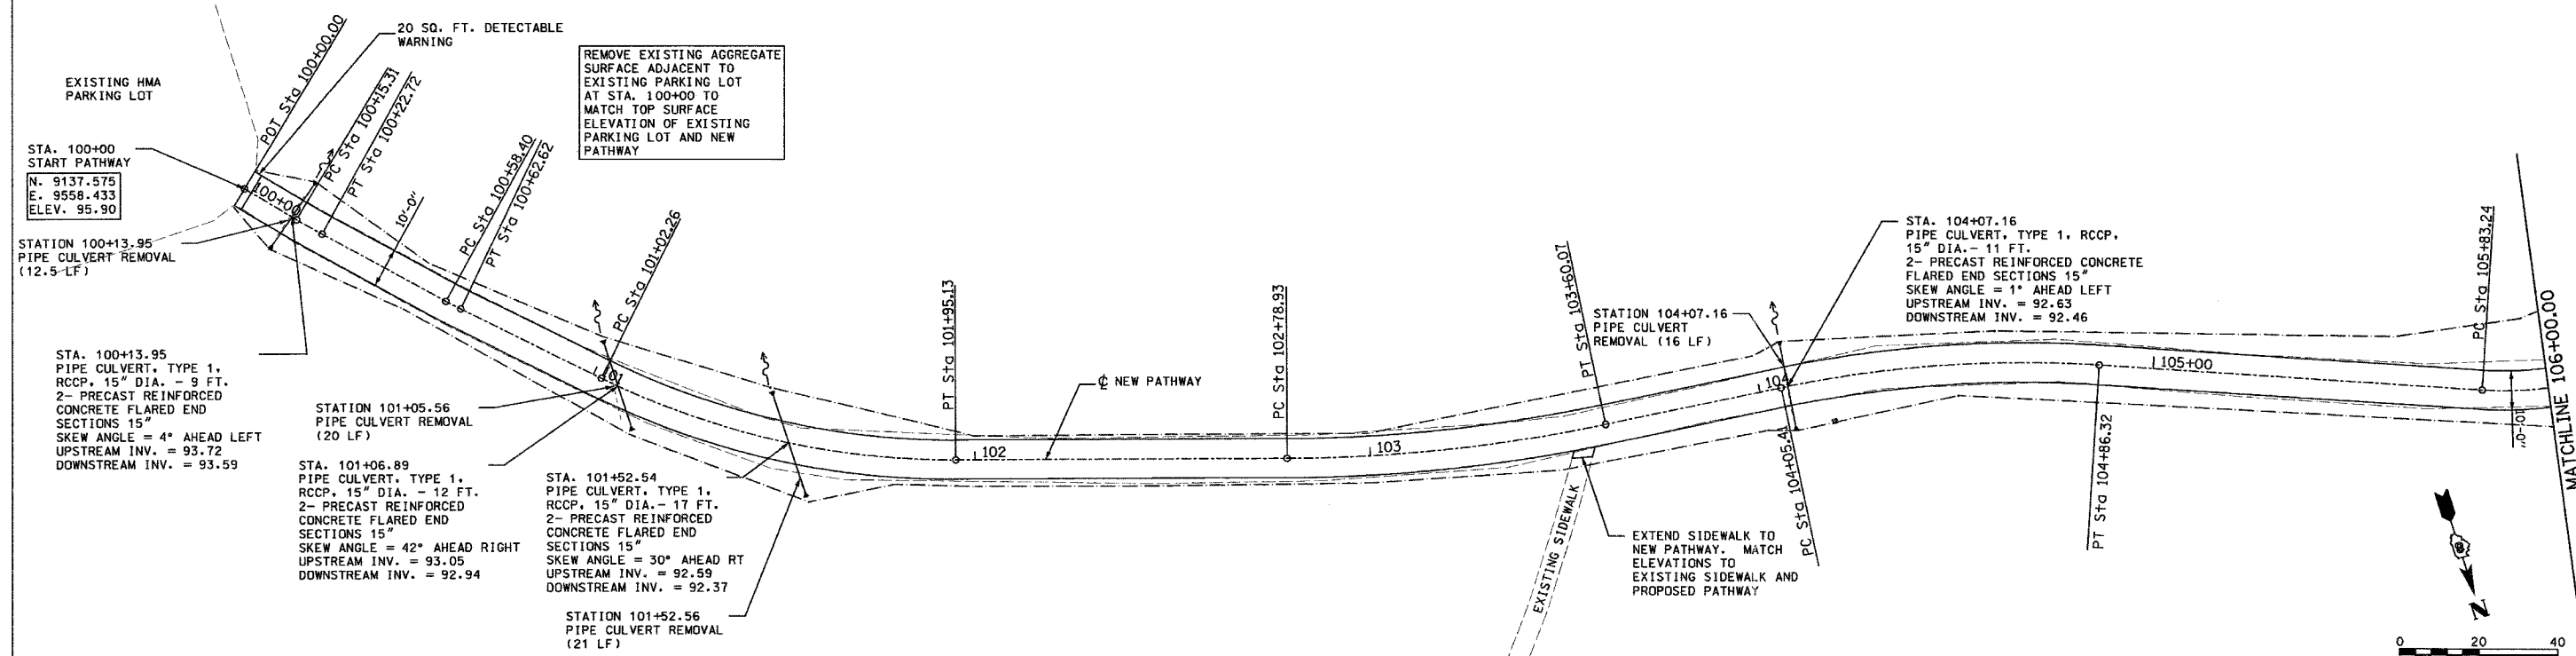 EXISTING HMA
PARKING LOT
20 SQ. FT. DETECTABLE
WARNING
REMOVE EXISTING AGGREGATE
SURFACE ADJACENT TO
EXISTING PARKING LOT
AT STA. 100+00 TO
MATCH TOP SURFACE
ELEVATION OF EXISTING
PARKING LOT AND NEW
PATHWAY
STA. 100+00
START PATHWAY
N. 9137.575
E. 9558.433
ELEV. 95.90
STATION 100+13.95
PIPE CULVERT REMOVAL
(12.5 LF)
STA. 100+13.95
PIPE CULVERT, TYPE 1,
RCCP, 15" DIA. - 9 FT.
2- PRECAST REINFORCED
CONCRETE FLARED END
SECTIONS 15"
SKEW ANGLE = 4° AHEAD LEFT
UPSTREAM INV. = 93.72
DOWNSTREAM INV. = 93.59
POT Sta 100+00.00
PC Sta 100+15.31
PT Sta 100+22.72
100+00
10'-0"
PC Sta 100+58.40
PT Sta 100+62.62
PC Sta 101+02.26
101
STATION 101+05.56
PIPE CULVERT REMOVAL
(20 LF)
STA. 101+06.89
PIPE CULVERT, TYPE 1,
RCCP, 15" DIA. - 12 FT.
2- PRECAST REINFORCED
CONCRETE FLARED END
SECTIONS 15"
SKEW ANGLE = 42° AHEAD RIGHT
UPSTREAM INV. = 93.05
DOWNSTREAM INV. = 92.94
STA. 101+52.54
PIPE CULVERT, TYPE 1,
RCCP, 15" DIA.- 17 FT.
2- PRECAST REINFORCED
CONCRETE FLARED END
SECTIONS 15"
SKEW ANGLE = 30° AHEAD RT
UPSTREAM INV. = 92.59
DOWNSTREAM INV. = 92.37
STATION 101+52.56
PIPE CULVERT REMOVAL
(21 LF)
PT Sta 101+95.13
102
℄ NEW PATHWAY
PC Sta 102+78.93
103
PT Sta 103+60.07
EXISTING SIDEWALK
EXTEND SIDEWALK TO
NEW PATHWAY. MATCH
ELEVATIONS TO
EXISTING SIDEWALK AND
PROPOSED PATHWAY
STATION 104+07.16
PIPE CULVERT
REMOVAL (16 LF)
104
PC Sta 104+05.41
STA. 104+07.16
PIPE CULVERT, TYPE 1, RCCP,
15" DIA.- 11 FT.
2- PRECAST REINFORCED CONCRETE
FLARED END SECTIONS 15"
SKEW ANGLE = 1° AHEAD LEFT
UPSTREAM INV. = 92.63
DOWNSTREAM INV. = 92.46
PT Sta 104+86.32
105+00
PC Sta 105+83.24
10'-0"
MATCHLINE 106+00.00
N
0 20 40